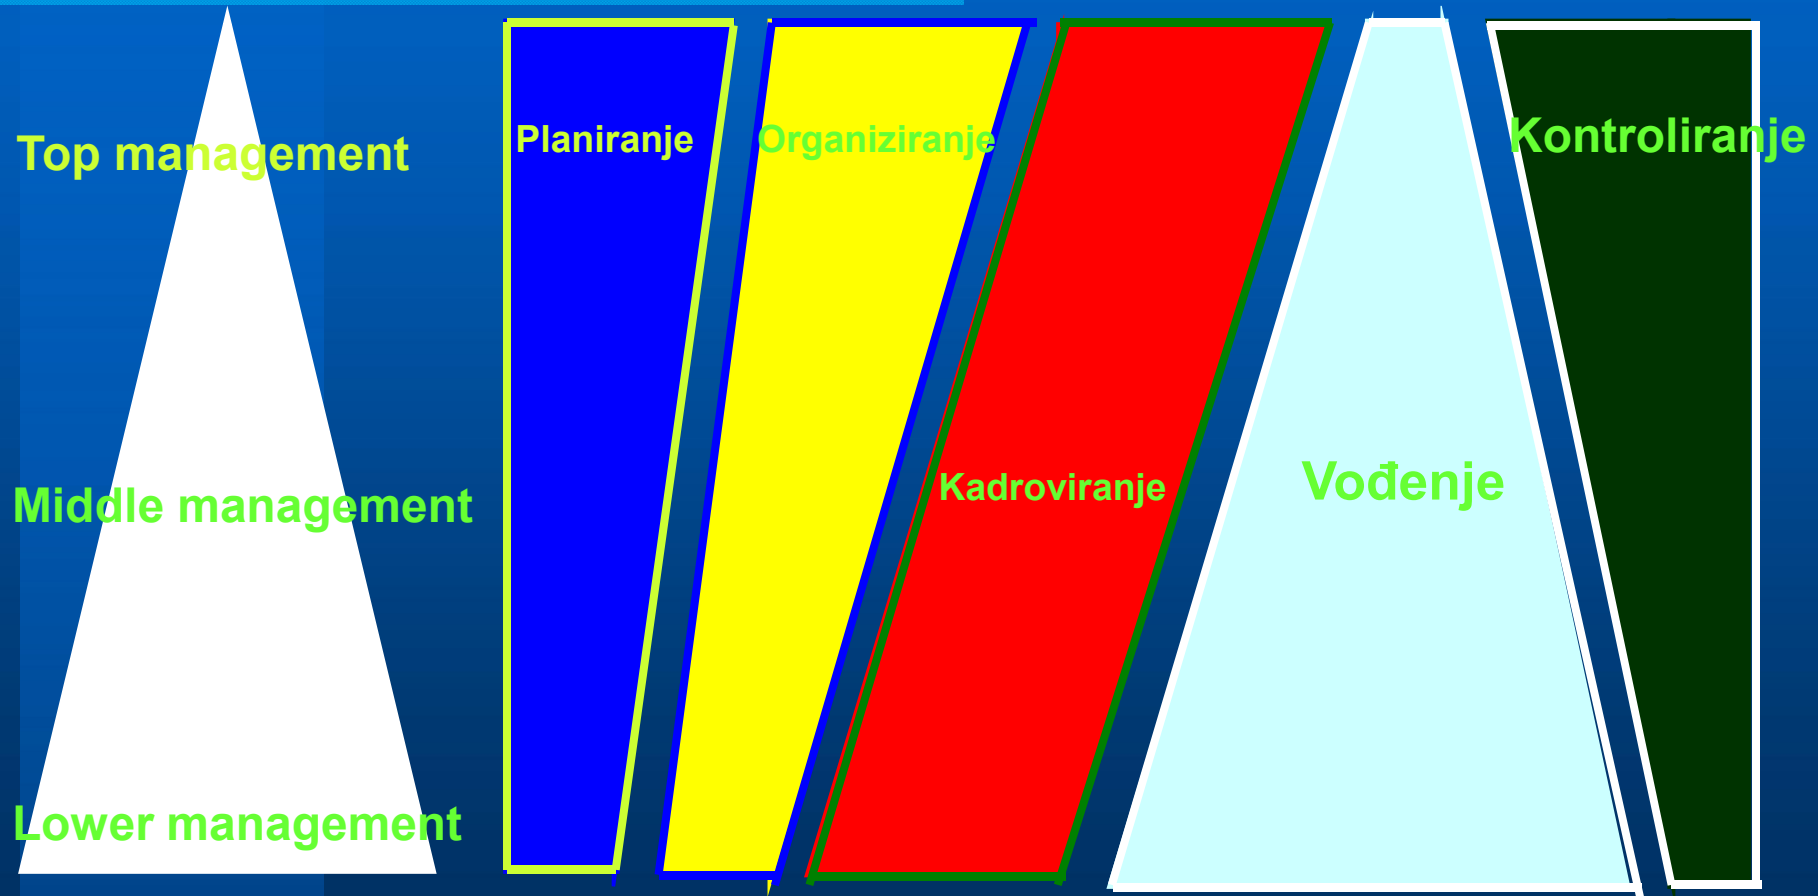 Top management
Planiranje
Organiziranje
Kontroliranje
Middle management
Kadroviranje
Vođenje
Lower management